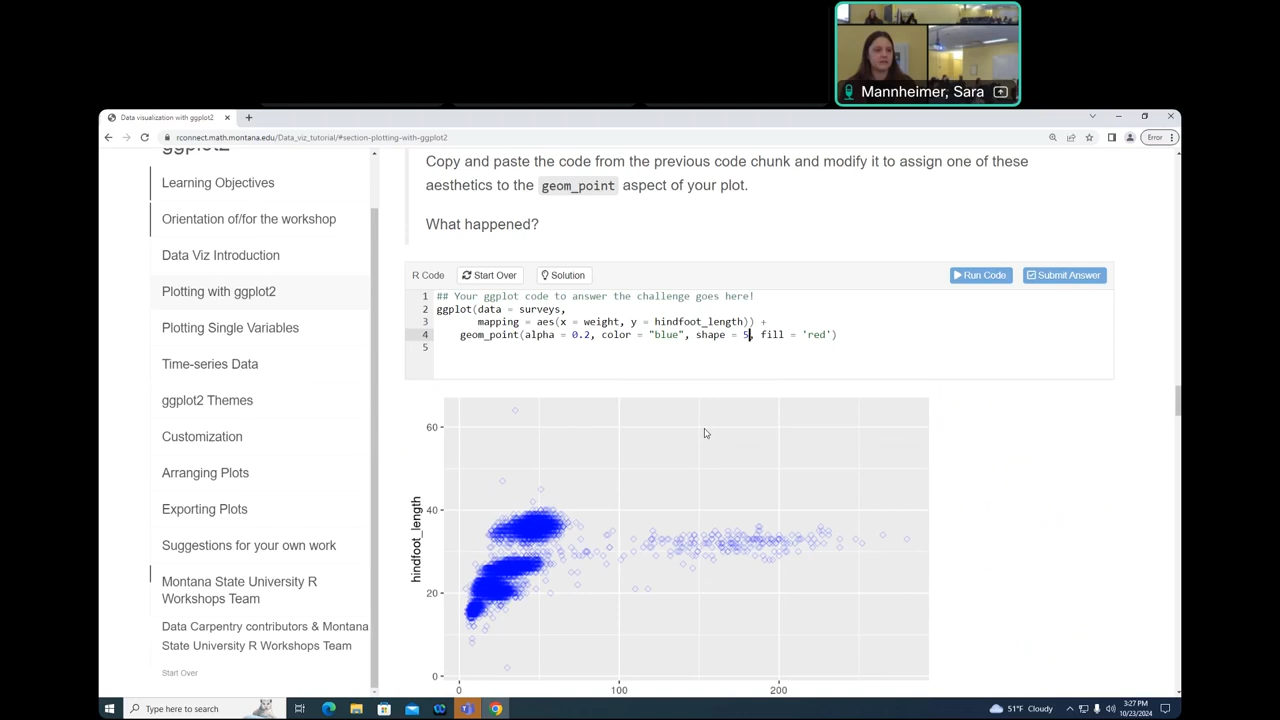 Mannheimer, Sara
Data visualization with ggplot2
rconnect.math.montana.edu/Data_viz_tutorial/#section-plotting-with-ggplot2
Error
ggplot2
Learning Objectives
Orientation of/for the workshop
Data Viz Introduction
Plotting with ggplot2
Plotting Single Variables
Time-series Data
ggplot2 Themes
Customization
Arranging Plots
Exporting Plots
Suggestions for your own work
Montana State University R
Workshops Team
Data Carpentry contributors & Montana
State University R Workshops Team
Start Over
Copy and paste the code from the previous code chunk and modify it to assign one of these
aesthetics to the geom_point aspect of your plot.
What happened?
R Code Start Over Solution Run Code Submit Answer
1 ## Your ggplot code to answer the challenge goes here!
2 ggplot(data = surveys,
3 mapping = aes(x = weight, y = hindfoot_length)) +
4 geom_point(alpha = 0.2, color = "blue", shape = 5, fill = 'red')
5
60
40
20
0
hindfoot_length
0 100 200
Type here to search
51°F Cloudy
3:27 PM
10/23/2024